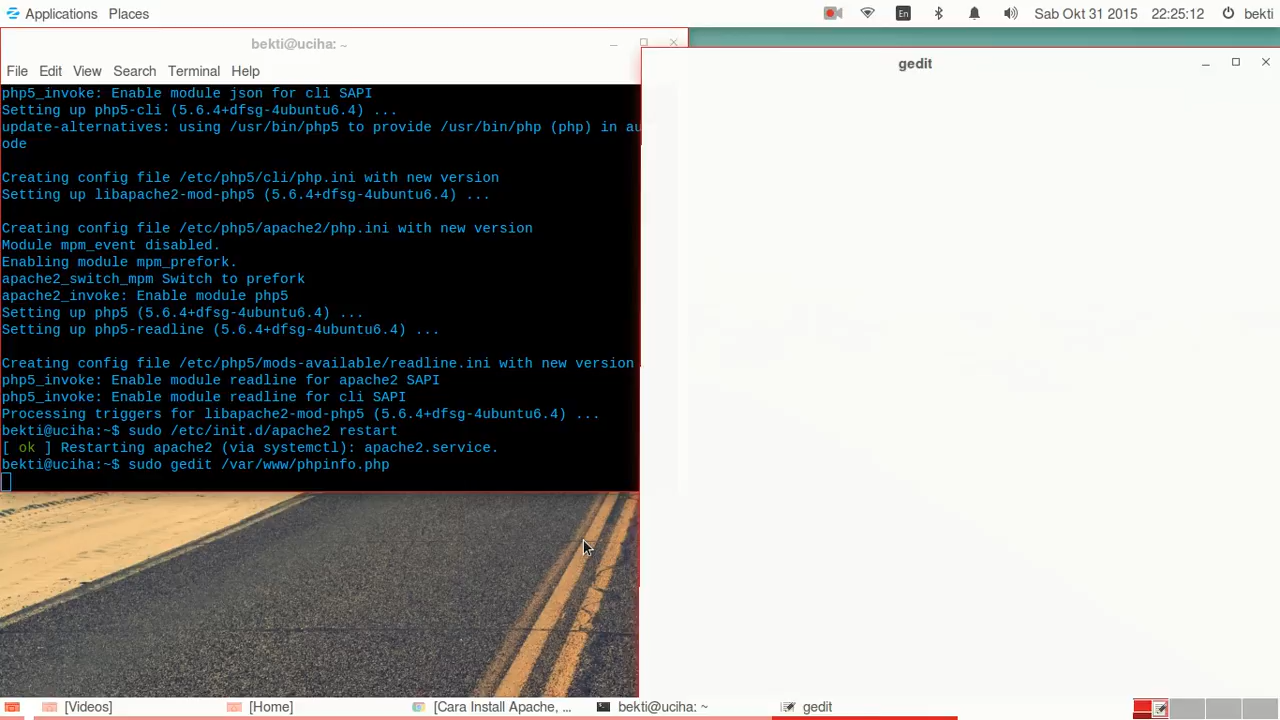 Applications Places En Sab Okt 31 2015 22:25:12 bekti
bekti@uciha: ~
File Edit View Search Terminal Help
php5_invoke: Enable module json for cli SAPI
Setting up php5-cli (5.6.4+dfsg-4ubuntu6.4) ...
update-alternatives: using /usr/bin/php5 to provide /usr/bin/php (php) in au
ode
Creating config file /etc/php5/cli/php.ini with new version
Setting up libapache2-mod-php5 (5.6.4+dfsg-4ubuntu6.4) ...
Creating config file /etc/php5/apache2/php.ini with new version
Module mpm_event disabled.
Enabling module mpm_prefork.
apache2_switch_mpm Switch to prefork
apache2_invoke: Enable module php5
Setting up php5 (5.6.4+dfsg-4ubuntu6.4) ...
Setting up php5-readline (5.6.4+dfsg-4ubuntu6.4) ...
Creating config file /etc/php5/mods-available/readline.ini with new version
php5_invoke: Enable module readline for apache2 SAPI
php5_invoke: Enable module readline for cli SAPI
Processing triggers for libapache2-mod-php5 (5.6.4+dfsg-4ubuntu6.4) ...
bekti@uciha:~$ sudo /etc/init.d/apache2 restart
[ ok ] Restarting apache2 (via systemctl): apache2.service.
bekti@uciha:~$ sudo gedit /var/www/phpinfo.php
gedit
[Videos] [Home] [Cara Install Apache, ... bekti@uciha: ~ gedit